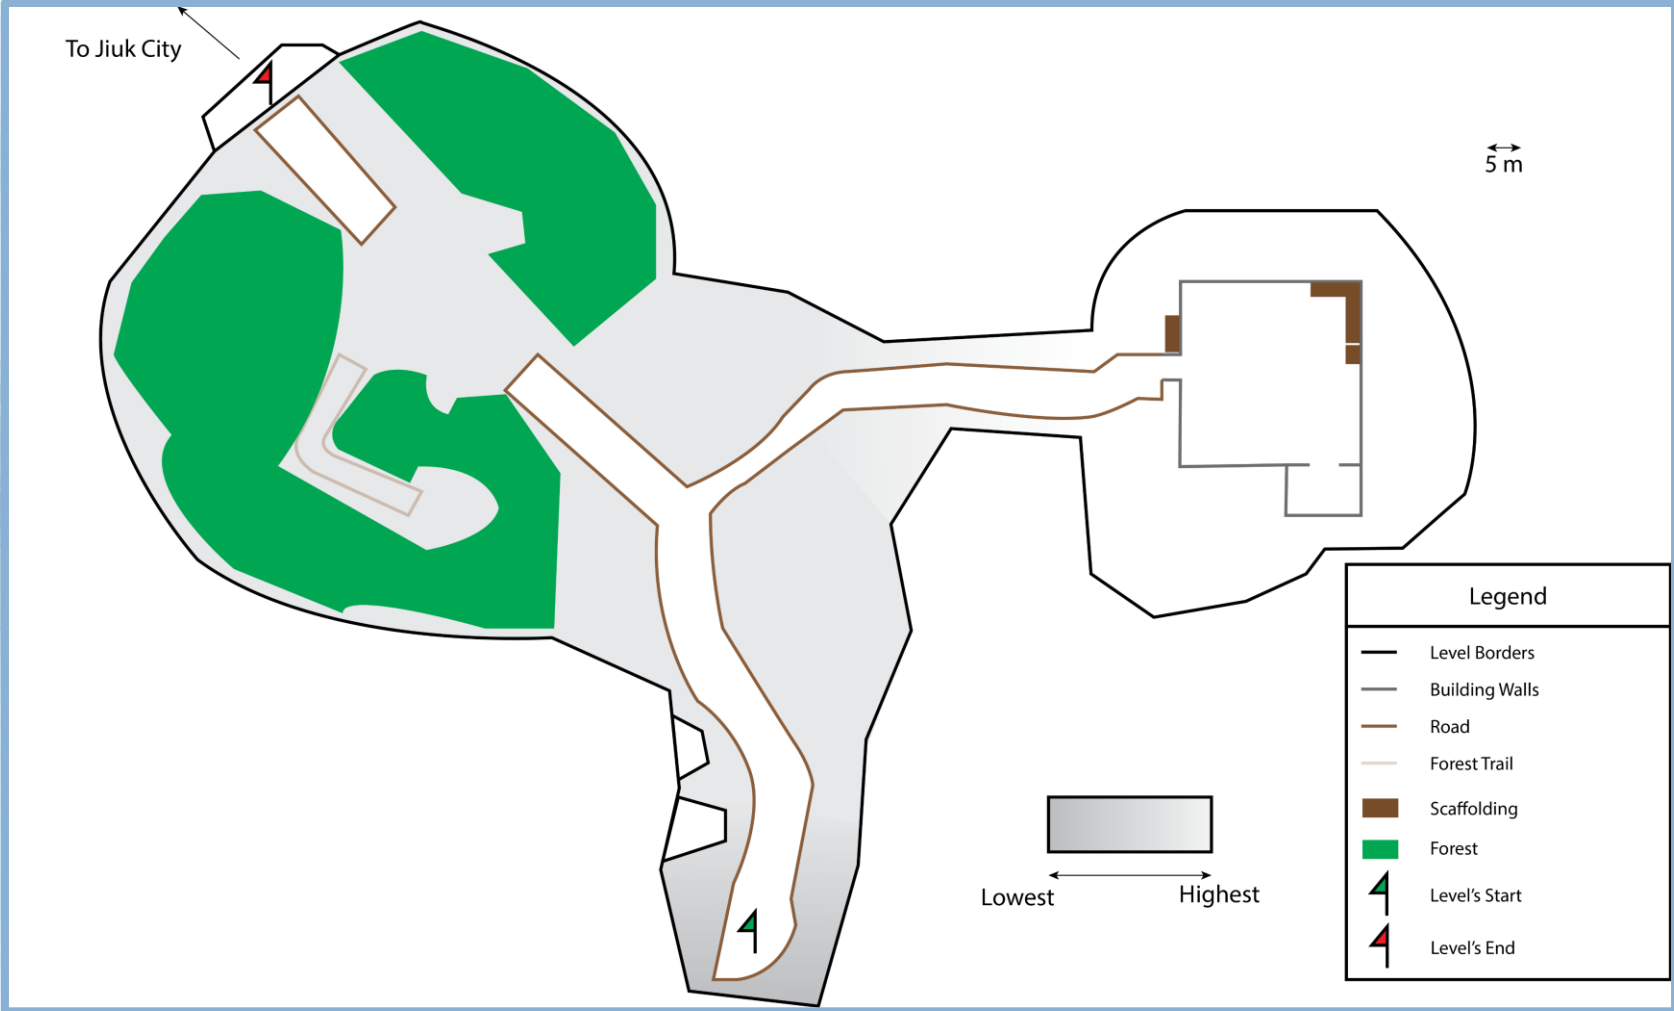 To Jiuk City
5 m
Legend
Level Borders
Building Walls
Road
Forest Trail
Scaffolding
Forest
Level's Start
Level's End
Lowest
Highest